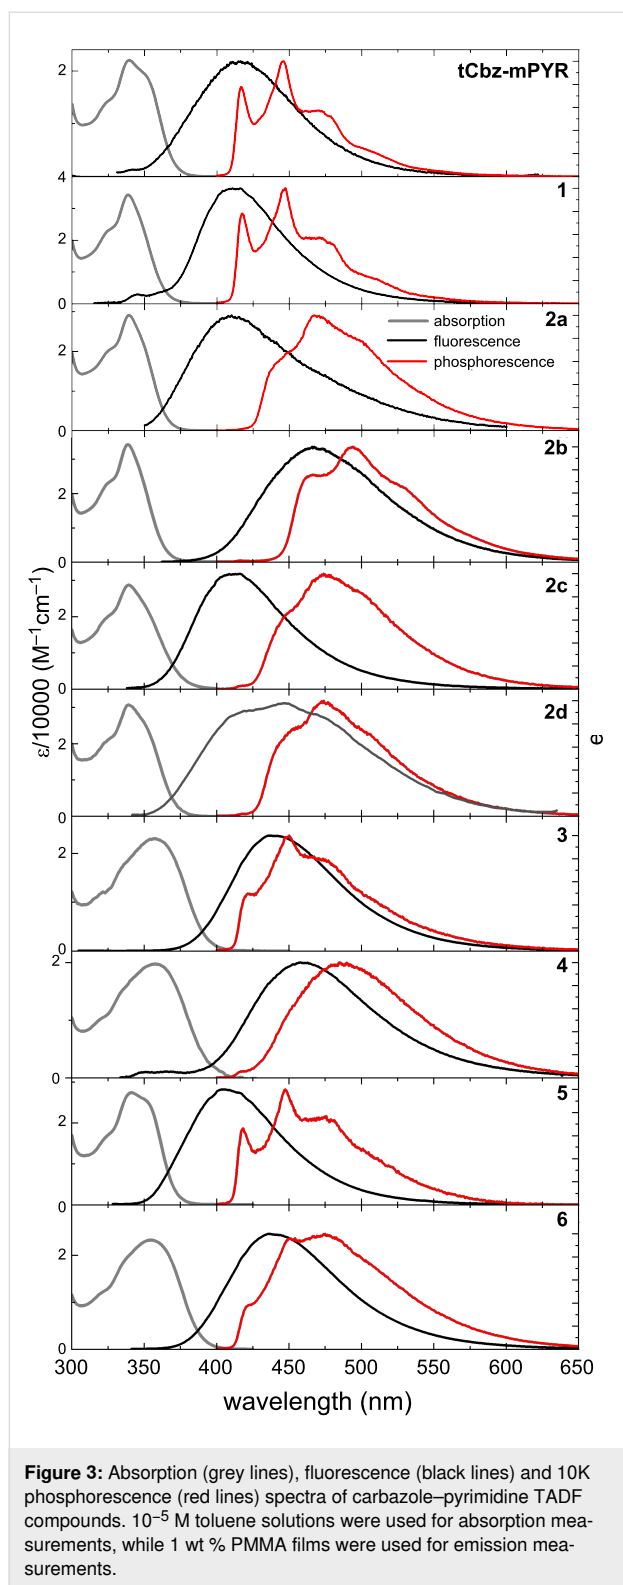 tCbz-mPYR
2
4
1
2
0
absorption
2a
fluorescence
phosphorescence
2
0
2b
2
0
2c
2
0
2d
2
0
ε/10000 (M⁻¹cm⁻¹)
e
3
2
0
2
4
0
5
2
0
6
2
0
300 350 400 450 500 550 600 650
wavelength (nm)
Figure 3: Absorption (grey lines), fluorescence (black lines) and 10K
phosphorescence (red lines) spectra of carbazole–pyrimidine TADF
compounds. 10⁻⁵ M toluene solutions were used for absorption mea-
surements, while 1 wt % PMMA films were used for emission mea-
surements.